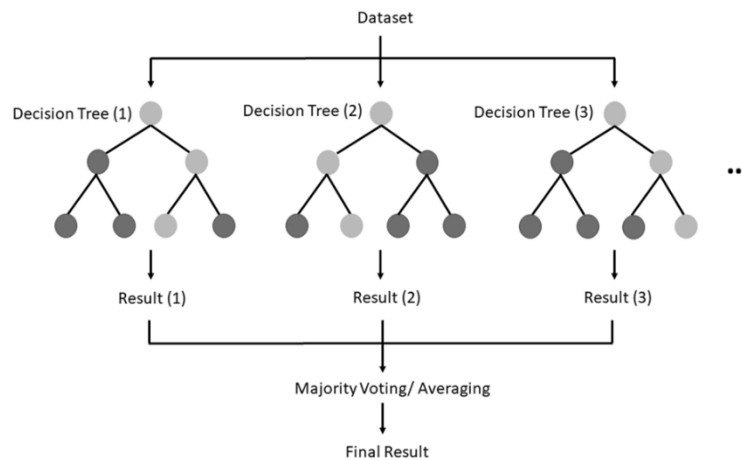 Dataset
Decision Tree (1)
Decision Tree (2)
Decision Tree (3)
..
Result (1)
Result (2)
Result (3)
Majority Voting/ Averaging
Final Result